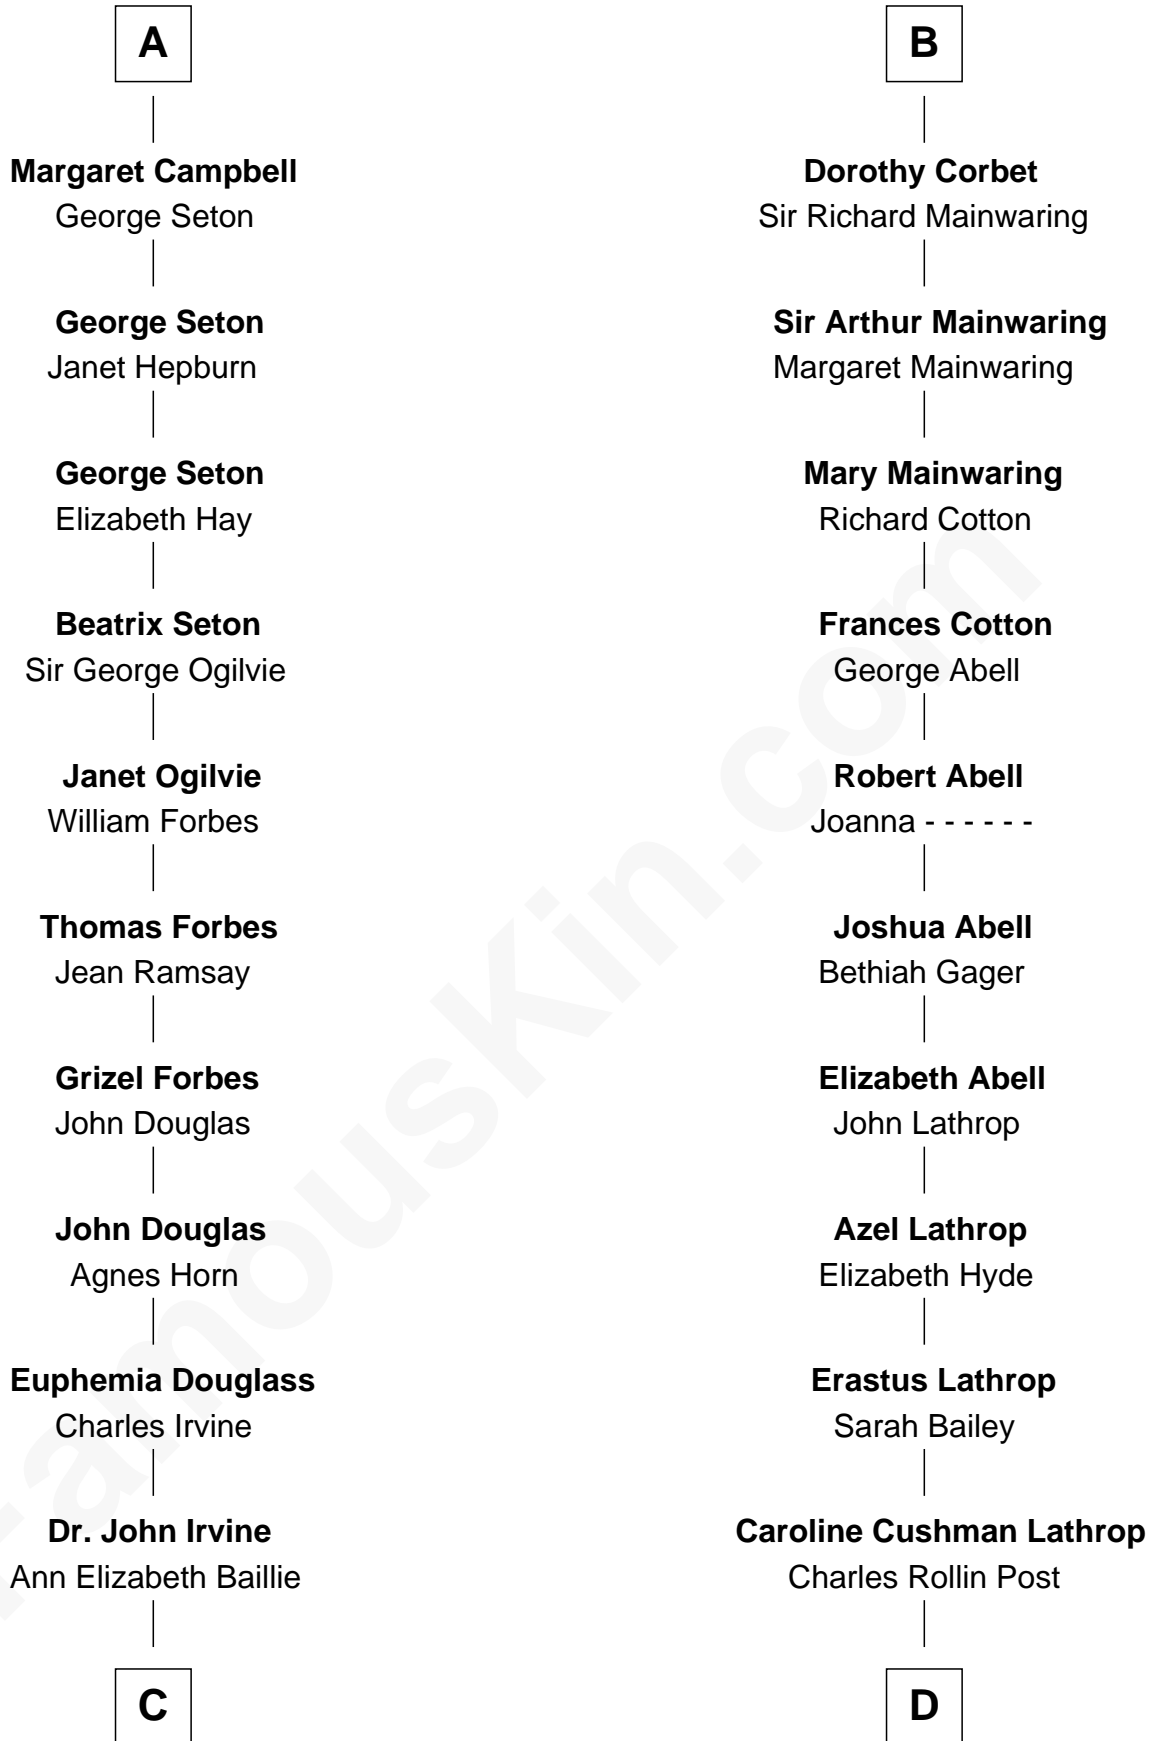 A
Margaret Campbell
George Seton
George Seton
Janet Hepburn
George Seton
Elizabeth Hay
Beatrix Seton
Sir George Ogilvie
Janet Ogilvie
William Forbes
Thomas Forbes
Jean Ramsay
Grizel Forbes
John Douglas
John Douglas
Agnes Horn
Euphemia Douglass
Charles Irvine
Dr. John Irvine
Ann Elizabeth Baillie
C
B
Dorothy Corbet
Sir Richard Mainwaring
Sir Arthur Mainwaring
Margaret Mainwaring
Mary Mainwaring
Richard Cotton
Frances Cotton
George Abell
Robert Abell
Joanna - - - - - -
Joshua Abell
Bethiah Gager
Elizabeth Abell
John Lathrop
Azel Lathrop
Elizabeth Hyde
Erastus Lathrop
Sarah Bailey
Caroline Cushman Lathrop
Charles Rollin Post
D
FamousKin.com